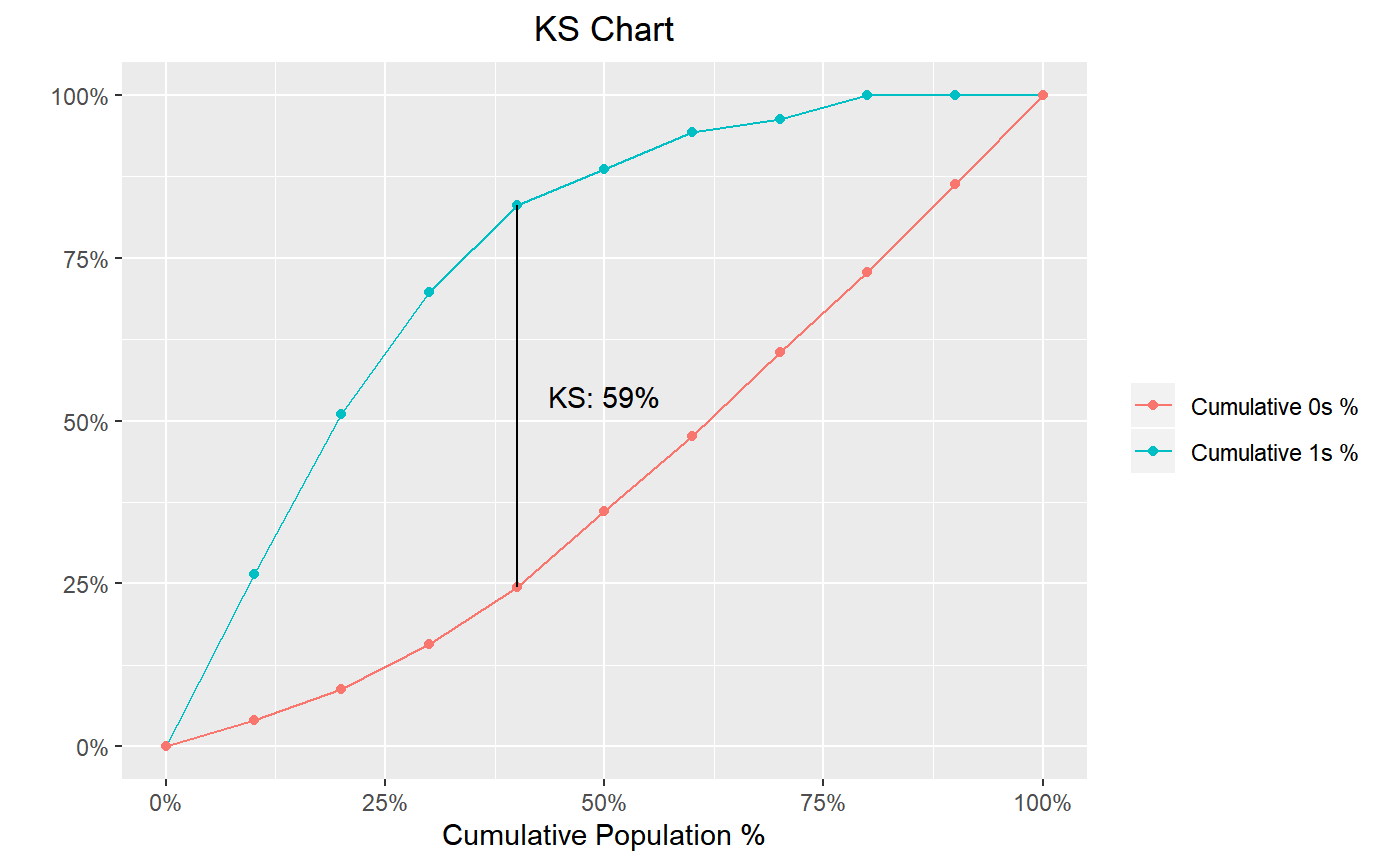 KS Chart
100%
75%
50%
25%
0%
KS: 59%
0%
25%
50%
75%
100%
Cumulative Population %
Cumulative 0s %
Cumulative 1s %